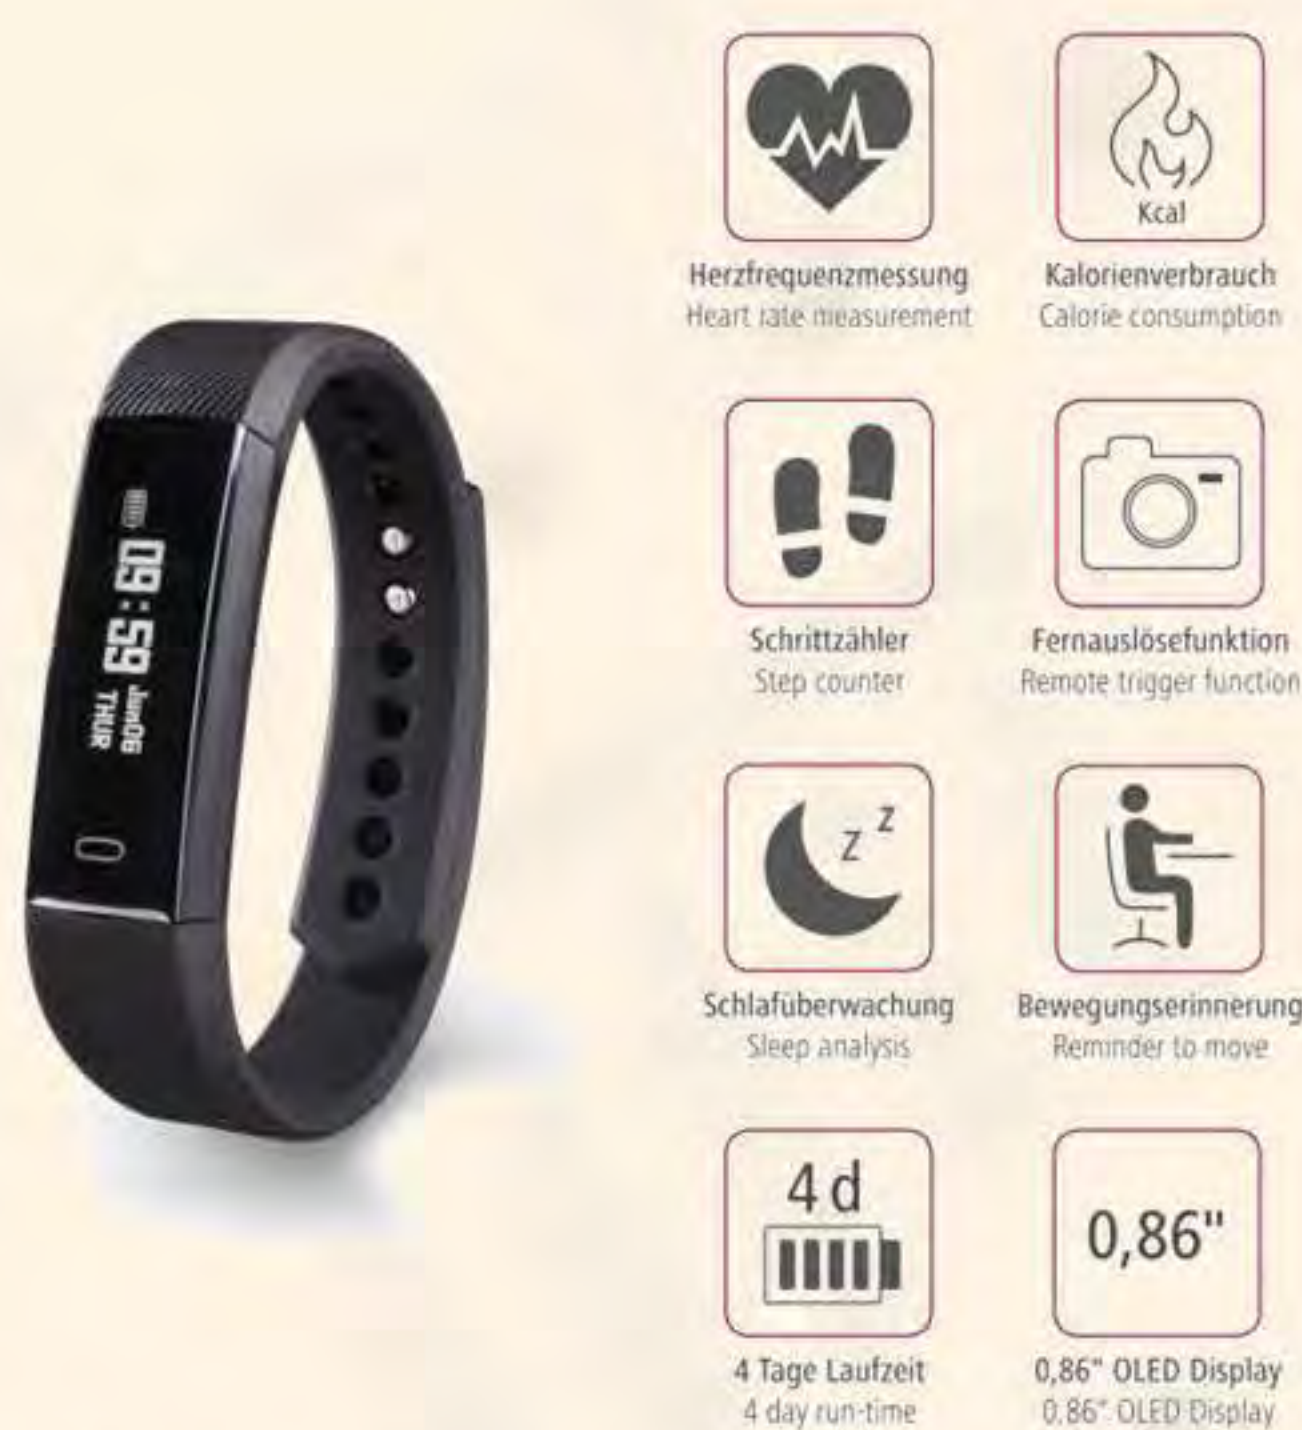 09:59
Jun06
THUR
Kcal
Herzfrequenzmessung
Heart rate measurement
Kalorienverbrauch
Calorie consumption
Schrittzähler
Step counter
Fernauslösefunktion
Remote trigger function
z z
Schlafüberwachung
Sleep analysis
Bewegungserinnerung
Reminder to move
4 d
4 Tage Laufzeit
4 day run-time
0,86"
0,86" OLED Display
0.86" OLED Display